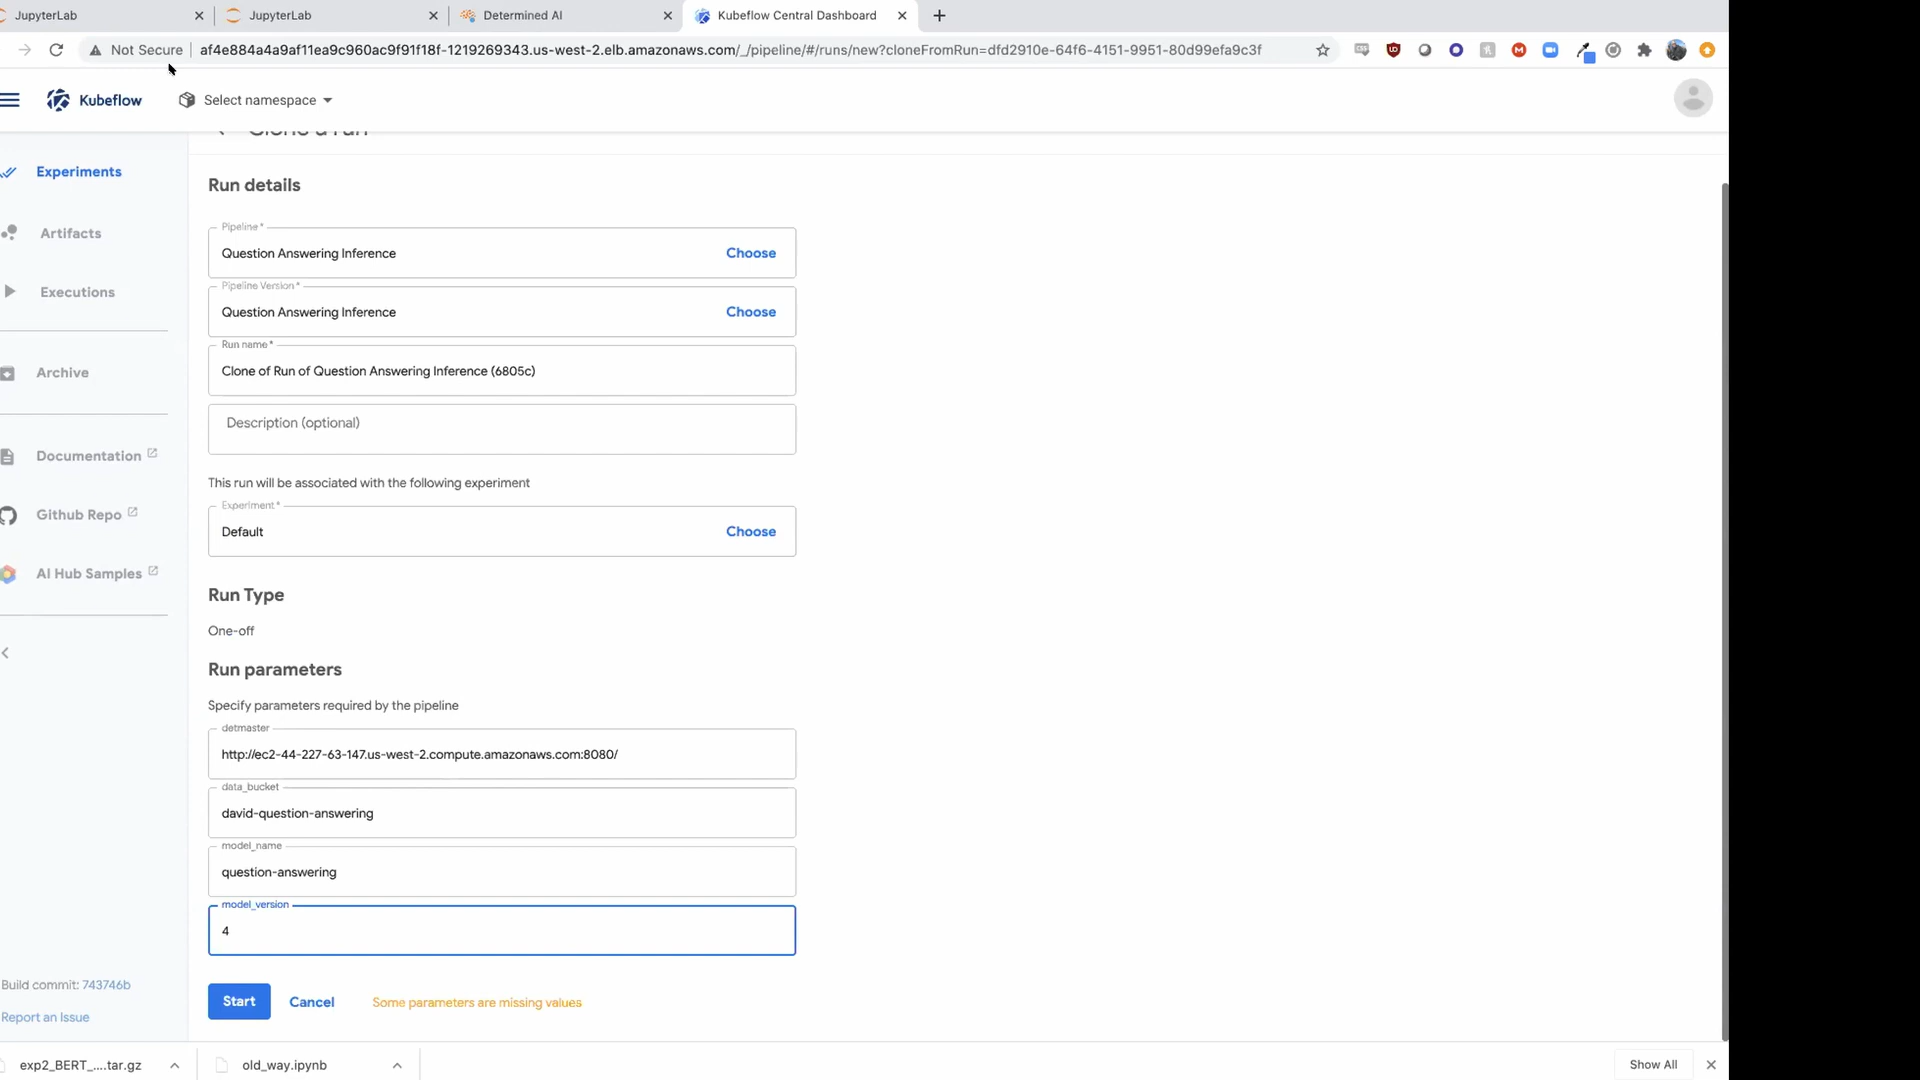 JupyterLab
JupyterLab
Determined AI
Kubeflow Central Dashboard
Not Secure
af4e884a4a9af11ea9c960ac9f91f18f-1219269343.us-west-2.elb.amazonaws.com/_/pipeline/#/runs/new?cloneFromRun=dfd2910e-64f6-4151-9951-80d99efa9c3f
Kubeflow
Select namespace
Clone a run
Experiments
Artifacts
Executions
Archive
Documentation
Github Repo
AI Hub Samples
Build commit: 743746b
Report an Issue
Run details
Pipeline*
Question Answering Inference
Choose
Pipeline Version*
Question Answering Inference
Choose
Run name*
Clone of Run of Question Answering Inference (6805c)
Description (optional)
This run will be associated with the following experiment
Experiment*
Default
Choose
Run Type
One-off
Run parameters
Specify parameters required by the pipeline
detmaster
http://ec2-44-227-63-147.us-west-2.compute.amazonaws.com:8080/
data_bucket
david-question-answering
model_name
question-answering
model_version
4
Start
Cancel
Some parameters are missing values
exp2_BERT_....tar.gz
old_way.ipynb
Show All